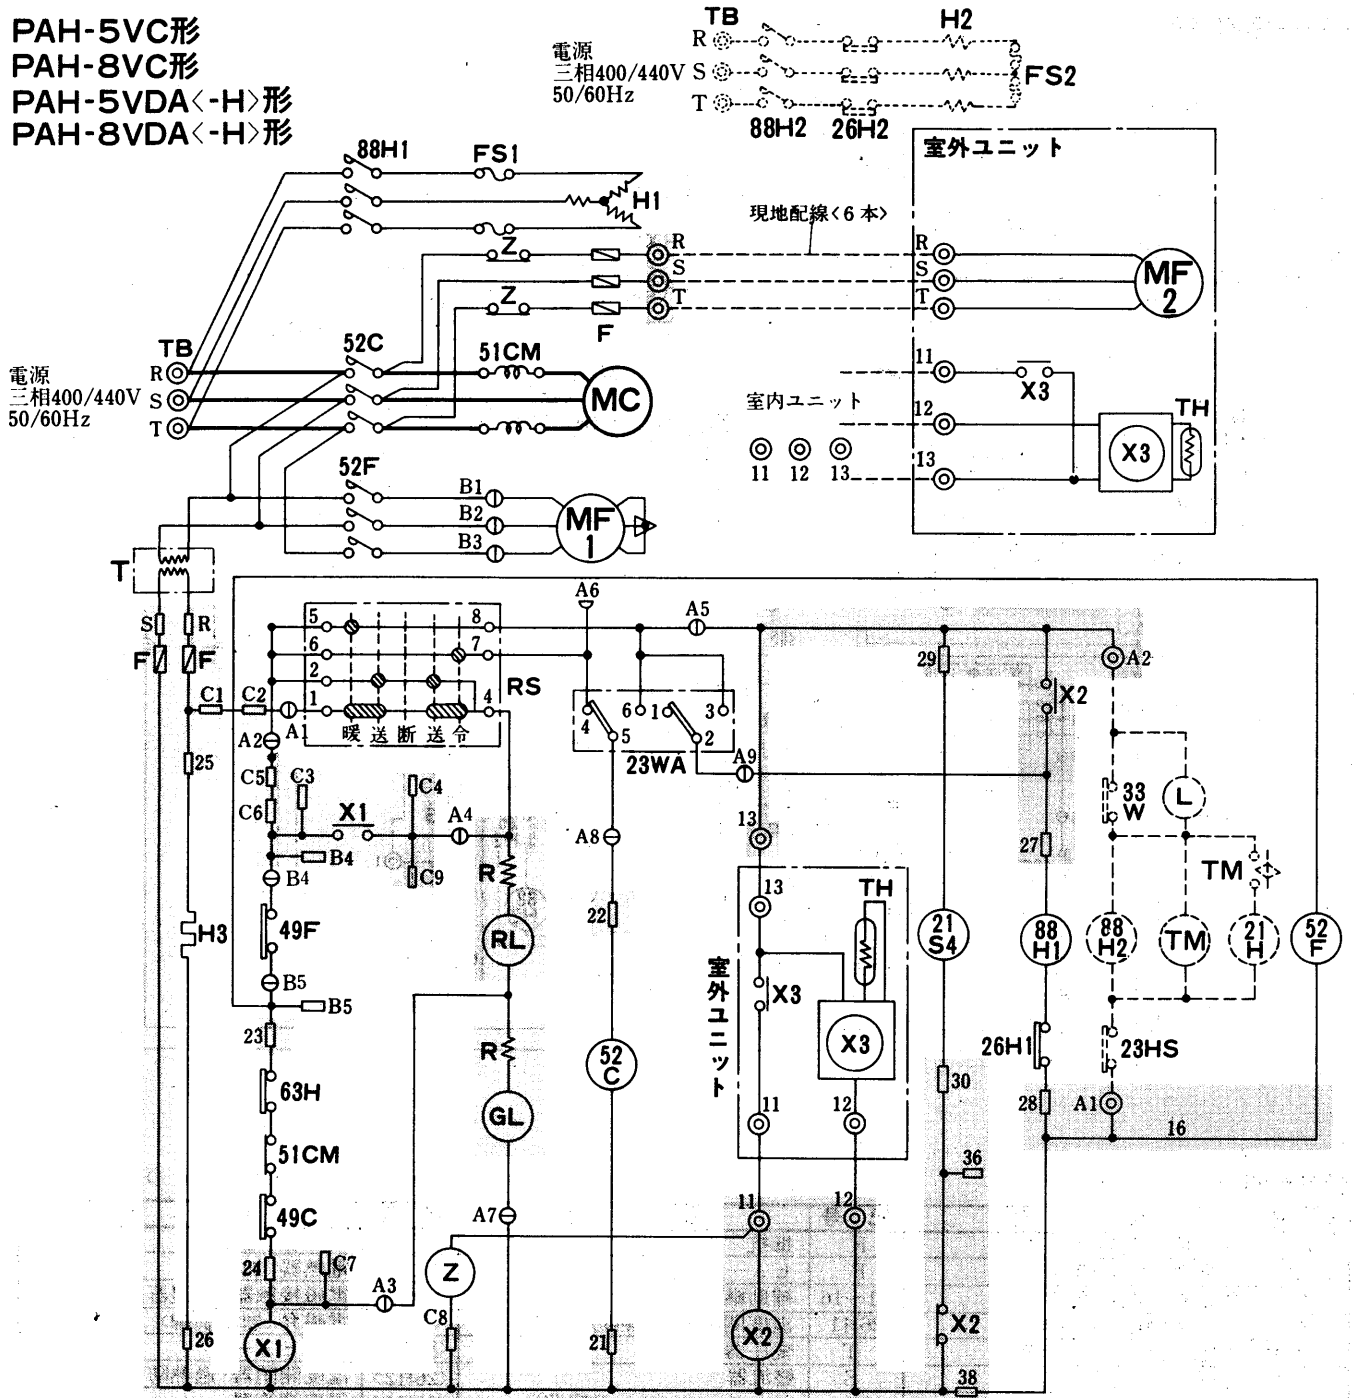 PAH-5VC形
PAH-8VC形
PAH-5VDA〈-H〉形
PAH-8VDA〈-H〉形
TB
H2
電源
三相400/440V
50/60Hz
R
S
T
FS2
88H2
26H2
室外ユニット
88H1
FS1
H1
現地配線〈6本〉
Z
R
S
T
R
S
T
MF
2
Z
F
TB
52C
51CM
電源
三相400/440V
50/60Hz
R
S
T
MC
11
X3
室内ユニット
12
TH
X3
11
12
13
13
52F
B1
B2
B3
MF
1
T
A6
S
R
5
8
A5
F
F
6
7
29
A2
2
RS
X2
C1
C2
A1
1
4
4
5
6
1
3
2
暖
送
断
送
令
A2
23WA
A9
25
C5
C3
C4
33
W
L
C6
X1
A4
13
A8
27
B4
C9
TM
B4
R
13
TH
22
H3
49F
RL
21
S4
88
H1
88
H2
TM
21
H
52
F
B5
室外ユニット
X3
B5
23
R
52
C
X3
26H1
23HS
63H
30
GL
11
12
28
A1
16
51CM
36
49C
A7
11
12
24
C7
Z
A3
C8
26
X1
21
X2
X2
38